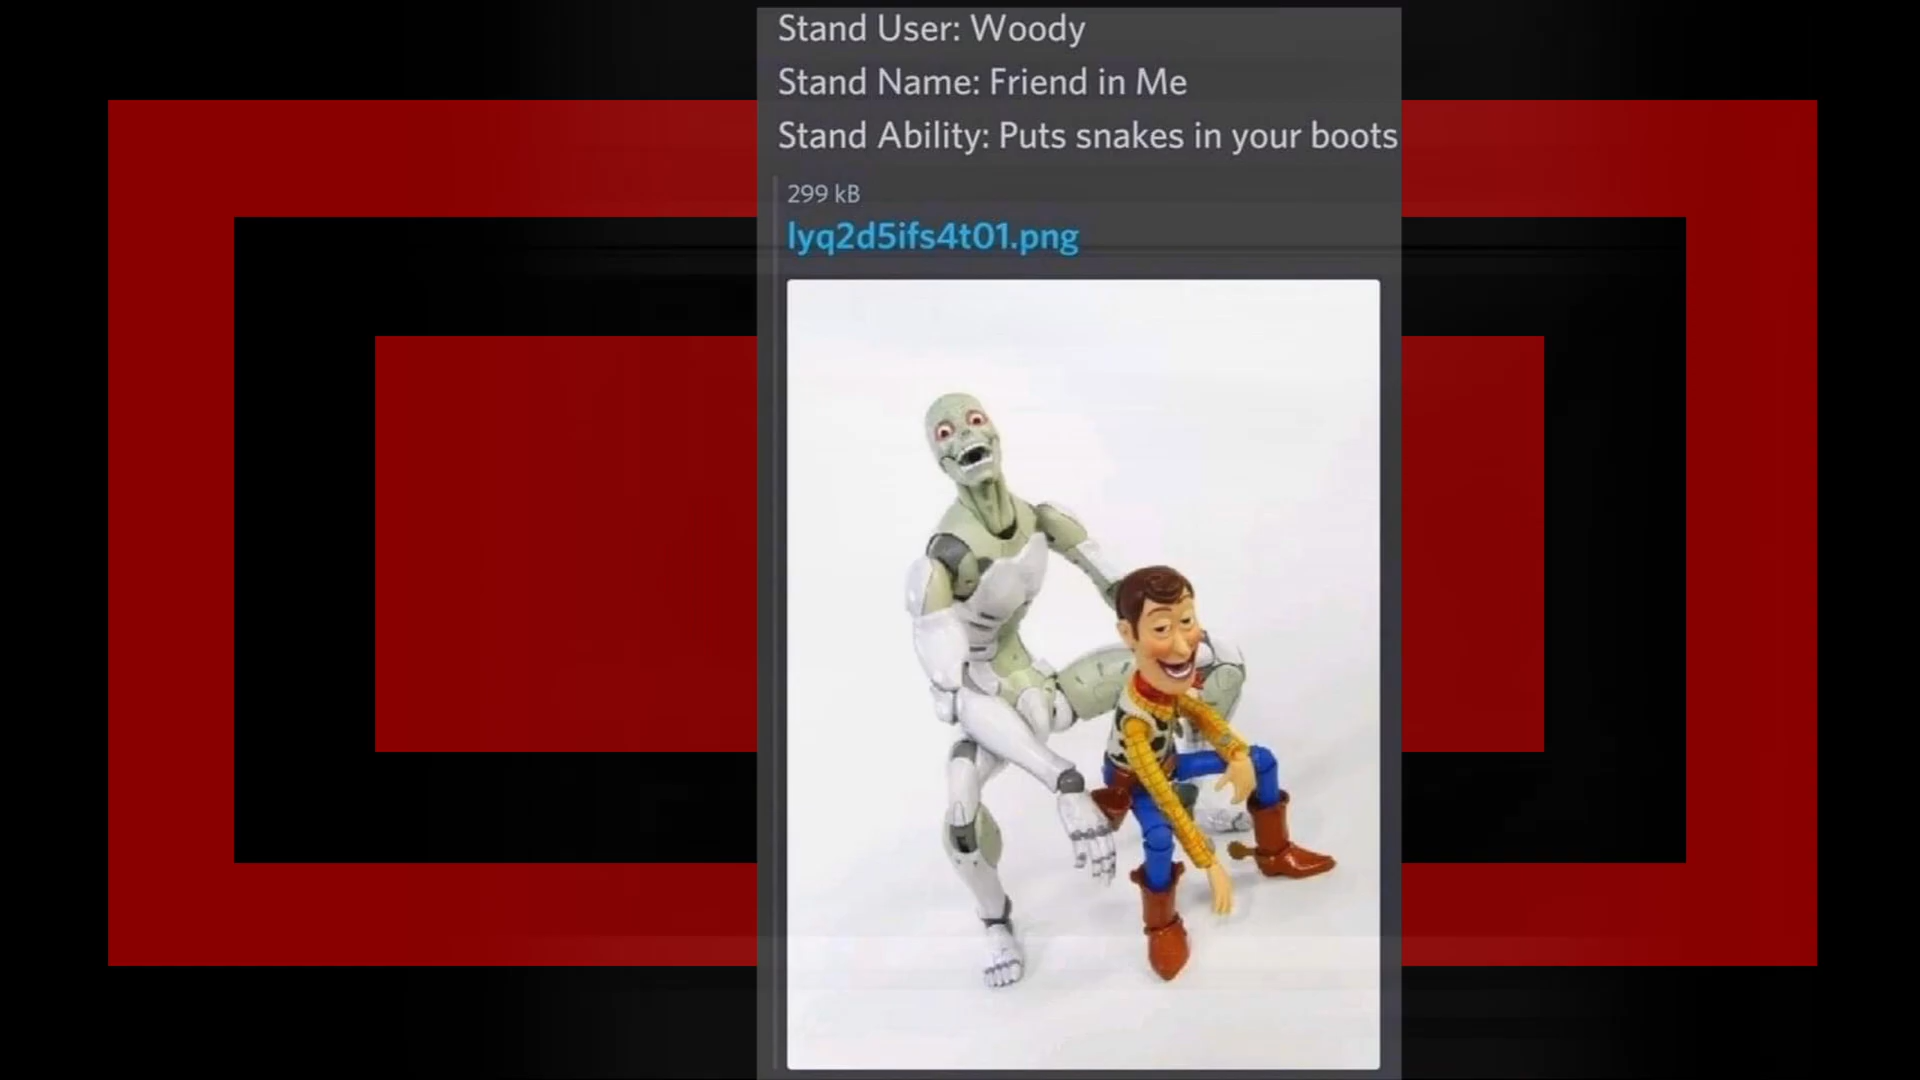 Stand User: Woody
Stand Name: Friend in Me
Stand Ability: Puts snakes in your boots
299 kB
lyq2d5ifs4t01.png